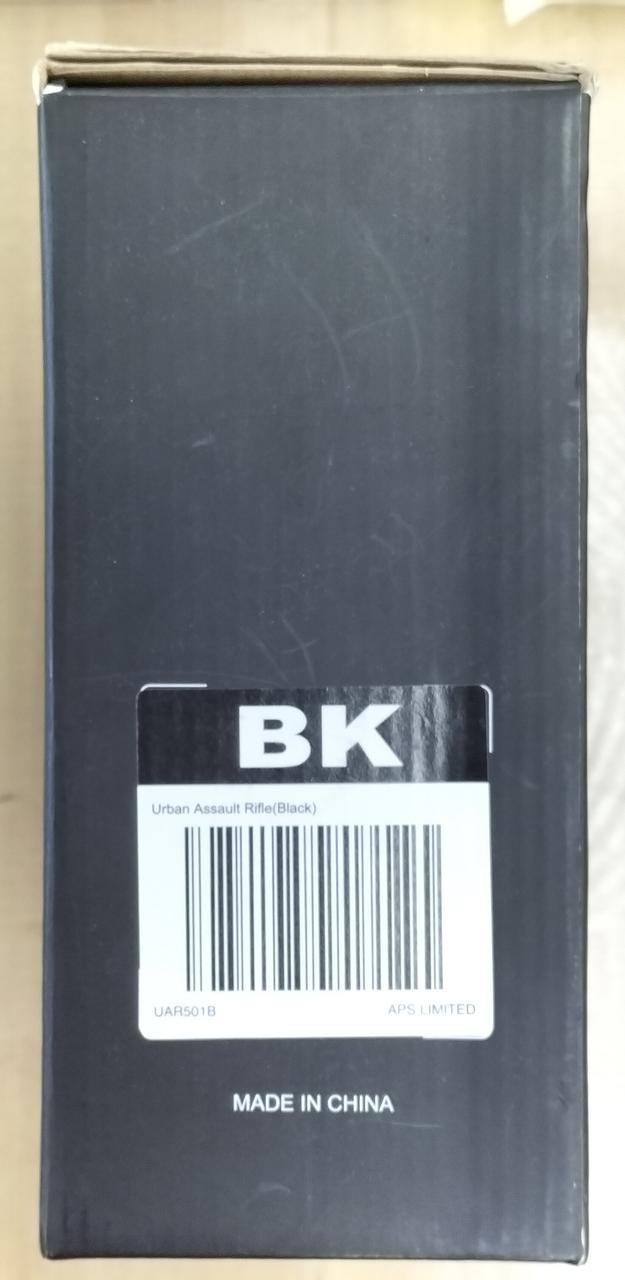 BK
Urban Assault Rifle(Black)
UAR501B APS LIMITED
MADE IN CHINA